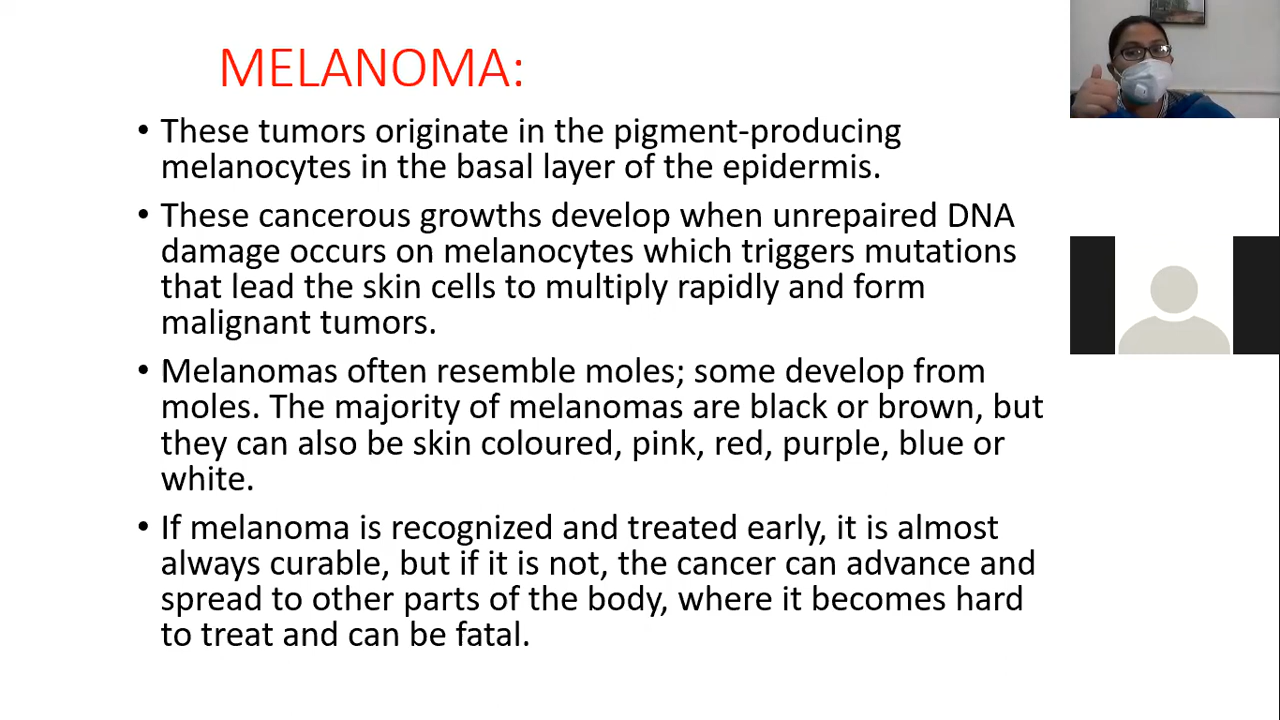 MELANOMA:
• These tumors originate in the pigment-producing
melanocytes in the basal layer of the epidermis.
• These cancerous growths develop when unrepaired DNA
damage occurs on melanocytes which triggers mutations
that lead the skin cells to multiply rapidly and form
malignant tumors.
• Melanomas often resemble moles; some develop from
moles. The majority of melanomas are black or brown, but
they can also be skin coloured, pink, red, purple, blue or
white.
• If melanoma is recognized and treated early, it is almost
always curable, but if it is not, the cancer can advance and
spread to other parts of the body, where it becomes hard
to treat and can be fatal.